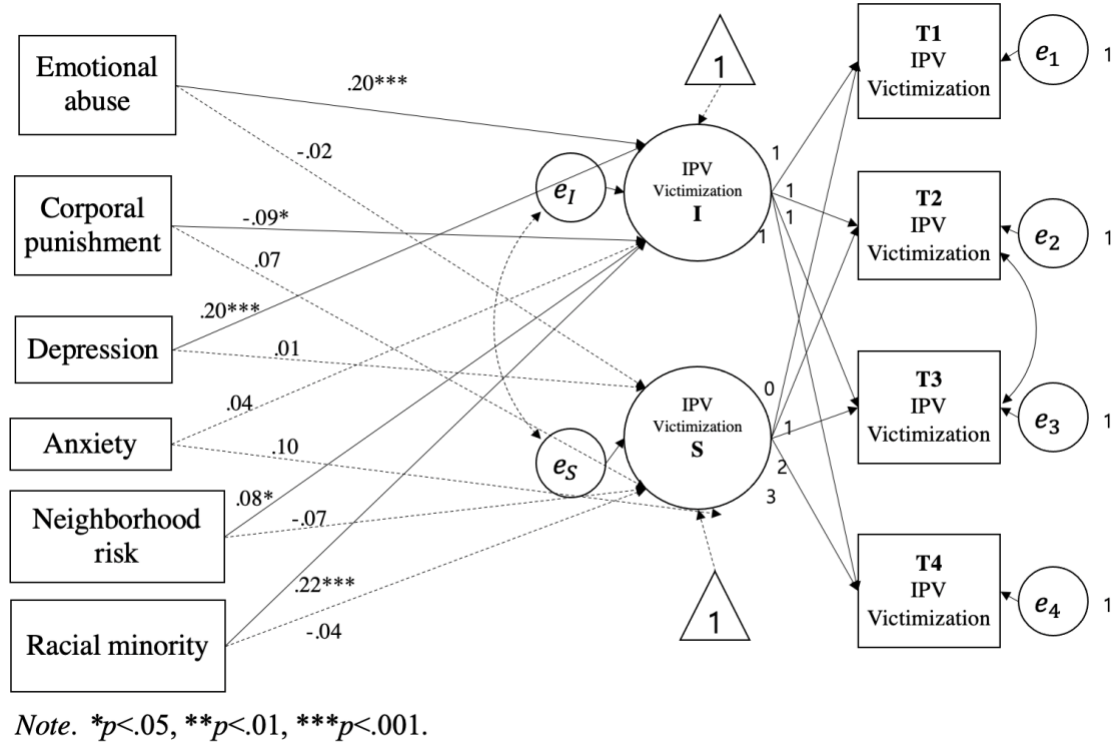 Emotional
abuse
Corporal
punishment
Depression
Anxiety
Neighborhood
risk
Racial minority
.20***
-.02
-.09*
.07
.20***
.01
.04
.10
.08*
-.07
.22***
-.04
1
IPV
Victimization
I
eI
1
1
1
1
IPV
Victimization
S
eS
0
1
2
3
1
T1
IPV
Victimization
e1
1
T2
IPV
Victimization
e2
1
T3
IPV
Victimization
e3
1
T4
IPV
Victimization
e4
1
Note. *p<.05, **p<.01, ***p<.001.